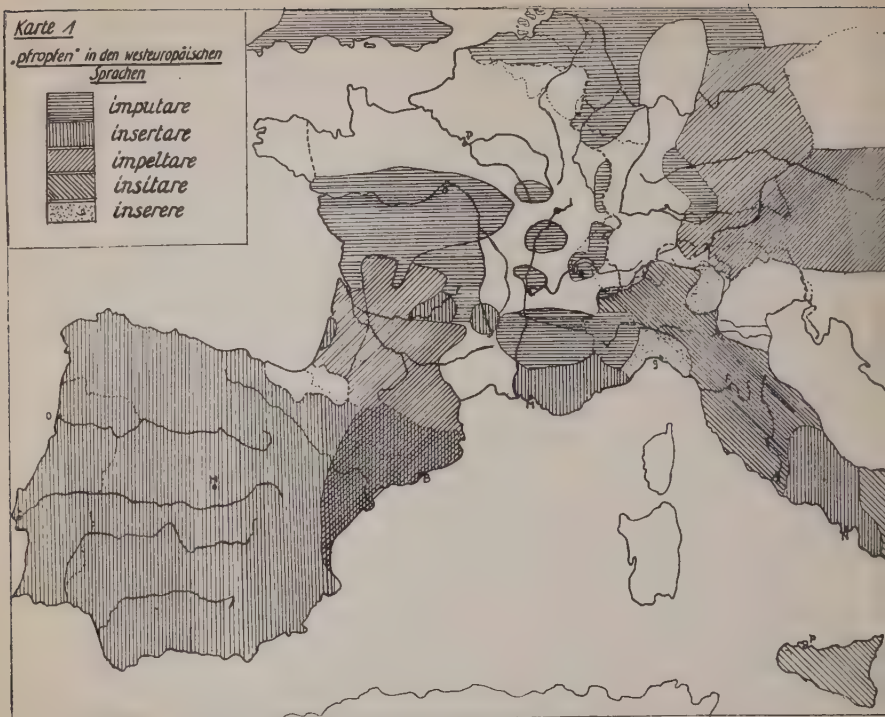 Karte 1
„pfropfen“ in den westeuropäischen
Sprachen
imputare
insertare
impeltare
insitare
inserere
P
L
O
M
B
M
N
P